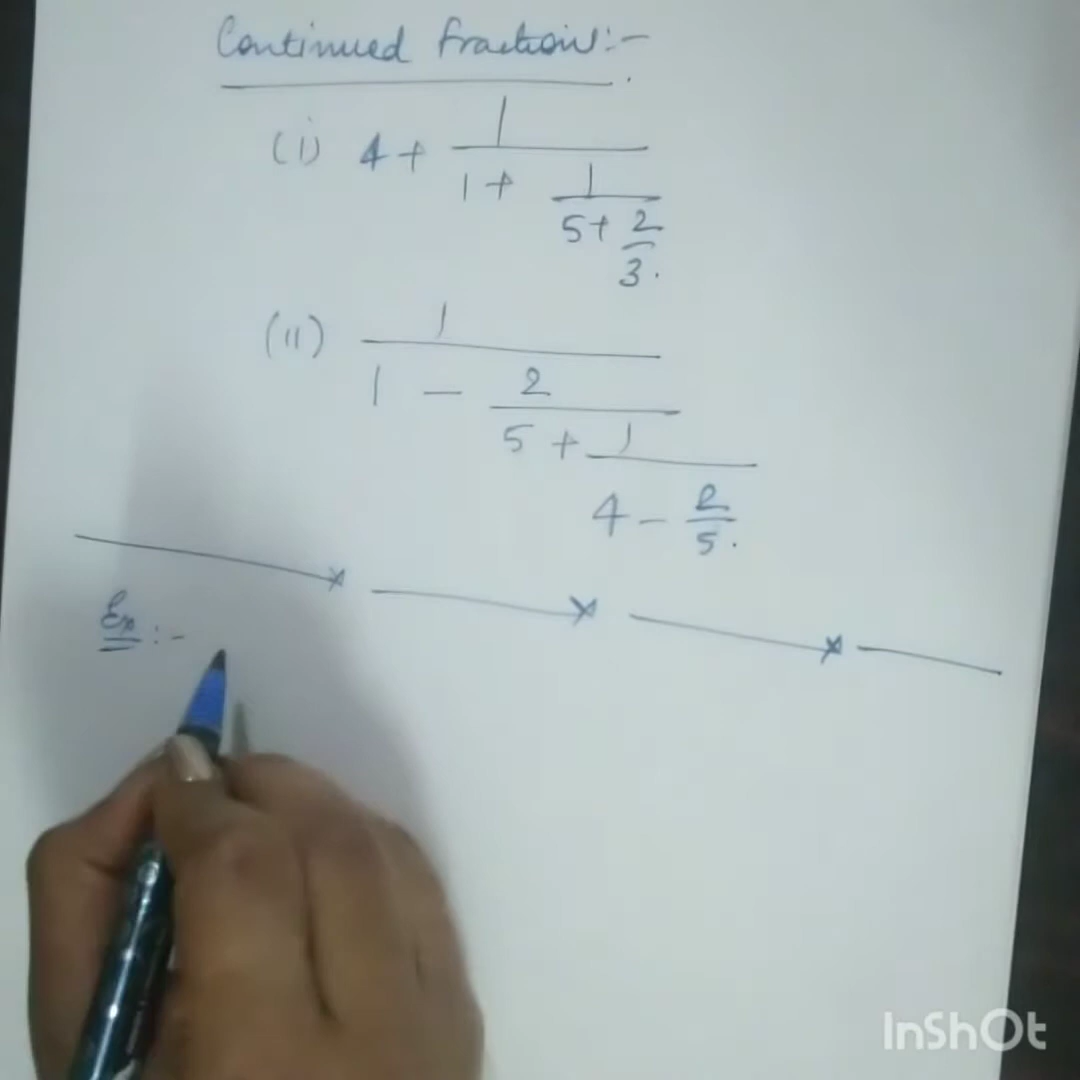 Continued fraction:-
(i) 4 + 1
1 + 1
5 + 2
3.
(ii) 1
1 - 2
5 + 1
4 - 2
5.
Ex :-
InShOt